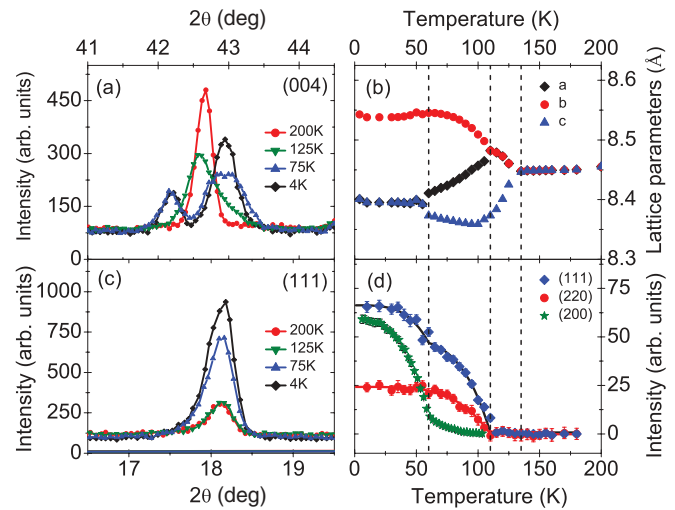 2θ (deg)
Temperature (K)
41 42 43 44
0 50 100 150 200
(a)
(004)
450
300
150
0
Intensity (arb. units)
200K
125K
75K
4K
(b)
a
b
c
8.6
8.5
8.4
8.3
Lattice parameters (Å)
(c)
(111)
1000
750
500
250
0
Intensity (arb. units)
200K
125K
75K
4K
(d)
(111)
(220)
(200)
75
50
25
0
Intensity (arb. units)
17 18 19
0 50 100 150 200
2θ (deg)
Temperature (K)